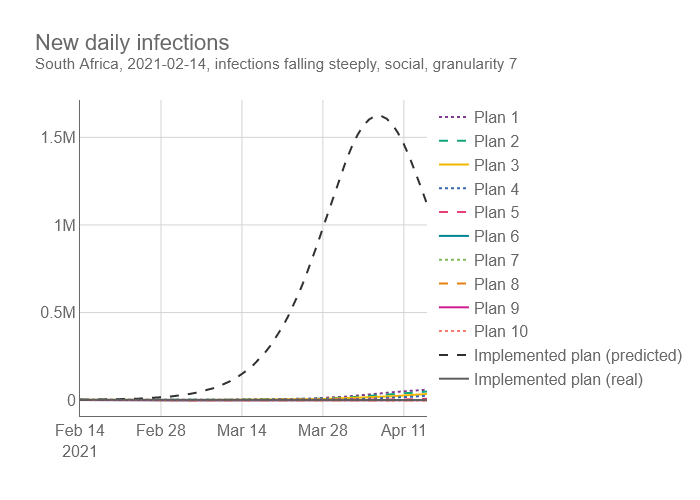 New daily infections
South Africa, 2021-02-14, infections falling steeply, social, granularity 7
1.5M
1M
0.5M
0
Feb 14
2021
Feb 28
Mar 14
Mar 28
Apr 11
Plan 1
Plan 2
Plan 3
Plan 4
Plan 5
Plan 6
Plan 7
Plan 8
Plan 9
Plan 10
Implemented plan (predicted)
Implemented plan (real)